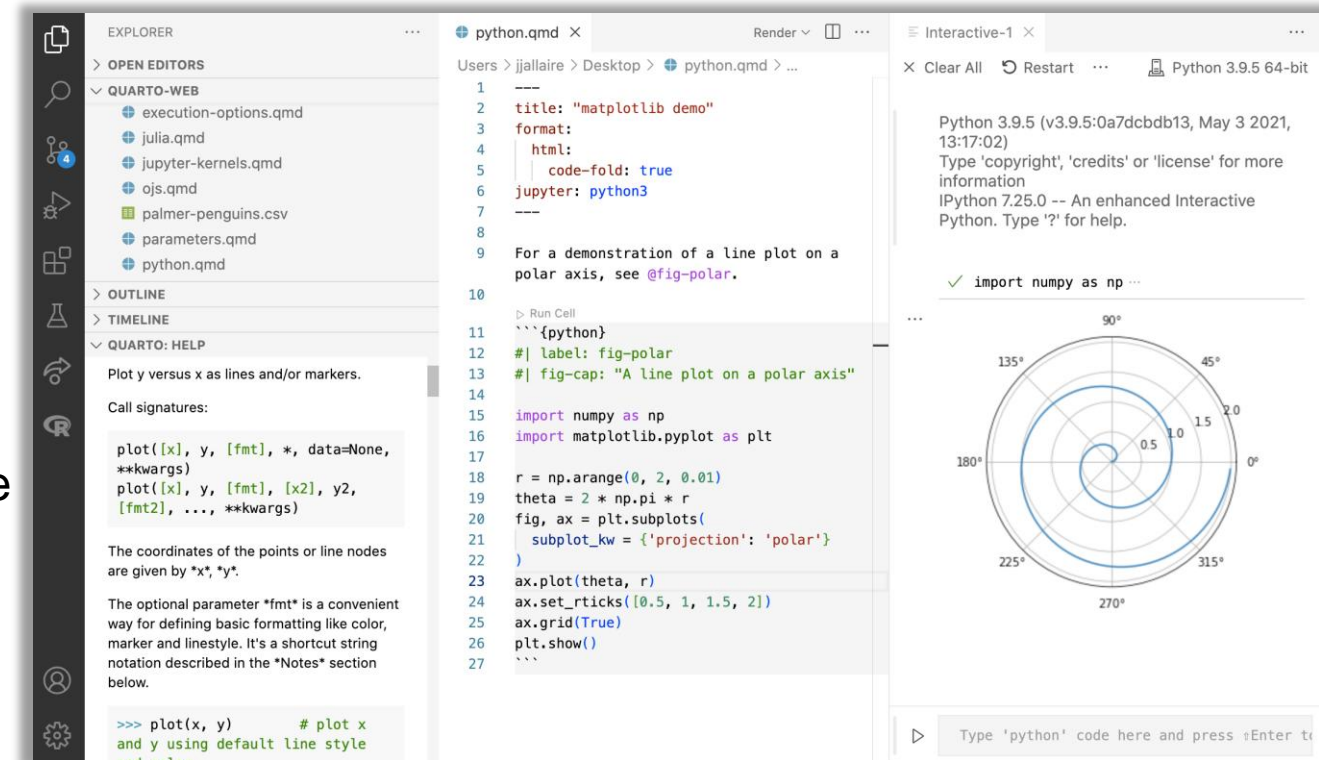 e
EXPLORER ...
> OPEN EDITORS
QUARTO-WEB
execution-options.qmd
julia.qmd
jupyter-kernels.qmd
ojs.qmd
palmer-penguins.csv
parameters.qmd
python.qmd
> OUTLINE
> TIMELINE
QUARTO: HELP
Plot y versus x as lines and/or markers.
Call signatures:
plot([x], y, [fmt], *, data=None,
**kwargs)
plot([x], y, [fmt], [x2], y2,
[fmt2], ..., **kwargs)
The coordinates of the points or line nodes
are given by *x*, *y*.
The optional parameter *fmt* is a convenient
way for defining basic formatting like color,
marker and linestyle. It's a shortcut string
notation described in the *Notes* section
below.
>>> plot(x, y) # plot x
and y using default line style
4
R
python.qmd ×
Render
...
Users > jjallaire > Desktop > python.qmd > ...
1 ---
2 title: "matplotlib demo"
3 format:
4 html:
5 code-fold: true
6 jupyter: python3
7 ---
8
9 For a demonstration of a line plot on a
polar axis, see @fig-polar.
10
Run Cell
11 ```{python}
12 #| label: fig-polar
13 #| fig-cap: "A line plot on a polar axis"
14
15 import numpy as np
16 import matplotlib.pyplot as plt
17
18 r = np.arange(0, 2, 0.01)
19 theta = 2 * np.pi * r
20 fig, ax = plt.subplots(
21 subplot_kw = {'projection': 'polar'}
22 )
23 ax.plot(theta, r)
24 ax.set_rticks([0.5, 1, 1.5, 2])
25 ax.grid(True)
26 plt.show()
27 ```
Interactive-1 ×
...
× Clear All Restart ... Python 3.9.5 64-bit
Python 3.9.5 (v3.9.5:0a7dcbdb13, May 3 2021,
13:17:02)
Type 'copyright', 'credits' or 'license' for more
information
IPython 7.25.0 -- An enhanced Interactive
Python. Type '?' for help.
✓ import numpy as np ...
...
90°
135° 45°
2.0
1.5
1.0
0.5
180° 0°
225° 315°
270°
Type 'python' code here and press ⇧Enter